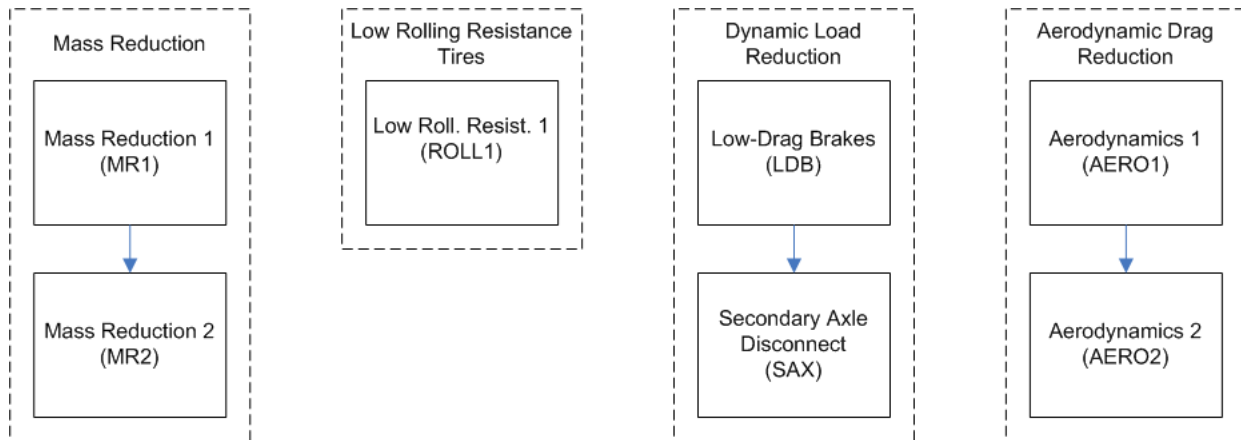 Mass Reduction
Mass Reduction 1
(MR1)
Mass Reduction 2
(MR2)
Low Rolling Resistance
Tires
Low Roll. Resist. 1
(ROLL1)
Dynamic Load
Reduction
Low-Drag Brakes
(LDB)
Secondary Axle
Disconnect
(SAX)
Aerodynamic Drag
Reduction
Aerodynamics 1
(AERO1)
Aerodynamics 2
(AERO2)